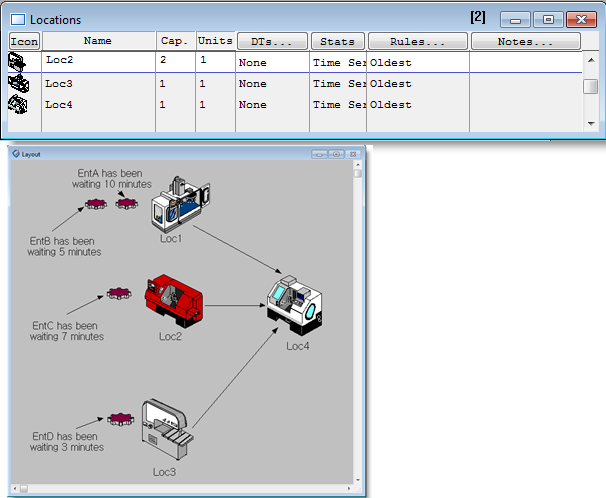 Locations [2]
Icon Name Cap. Units DTs... Stats Rules... Notes...
Loc2 2 1 None Time Ser Oldest
Loc3 1 1 None Time Ser Oldest
Loc4 1 1 None Time Ser Oldest
Layout
EntA has been
waiting 10 minutes
EntB has been
waiting 5 minutes
Loc1
EntC has been
waiting 7 minutes
Loc2
Loc4
EntD has been
waiting 3 minutes
Loc3